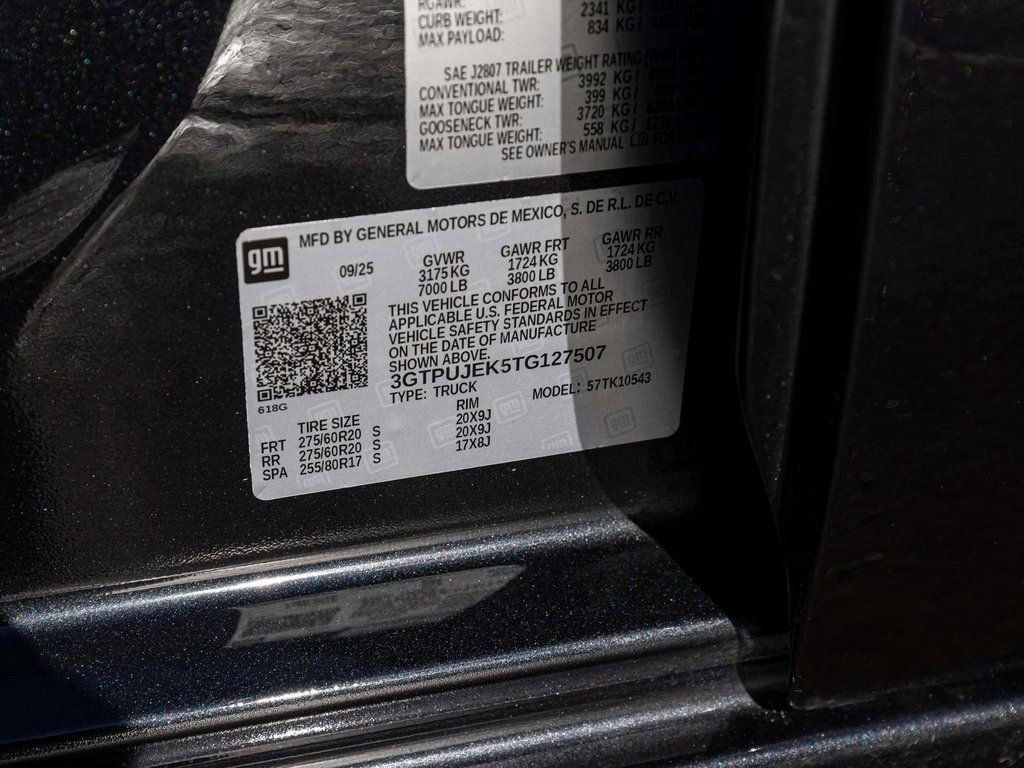 CURB WEIGHT: 2341 KG /
MAX PAYLOAD: 834 KG /
SAE J2807 TRAILER WEIGHT RATING
CONVENTIONAL TWR: 3992 KG /
MAX TONGUE WEIGHT: 399 KG /
GOOSENECK TWR: 3720 KG /
MAX TONGUE WEIGHT: 558 KG /
SEE OWNER'S MANUAL
gm
MFD BY GENERAL MOTORS DE MEXICO, S. DE R.L. DE C.V.
09/25 GVWR GAWR FRT GAWR RR
3175 KG 1724 KG 1724 KG
7000 LB 3800 LB 3800 LB
THIS VEHICLE CONFORMS TO ALL
APPLICABLE U.S. FEDERAL MOTOR
VEHICLE SAFETY STANDARDS IN EFFECT
ON THE DATE OF MANUFACTURE
SHOWN ABOVE.
3GTPUJEK5TG127507
TYPE: TRUCK MODEL: 57TK10543
618G
TIRE SIZE RIM
FRT 275/60R20 S 20X9J
RR 275/60R20 S 20X9J
SPA 255/80R17 S 17X8J